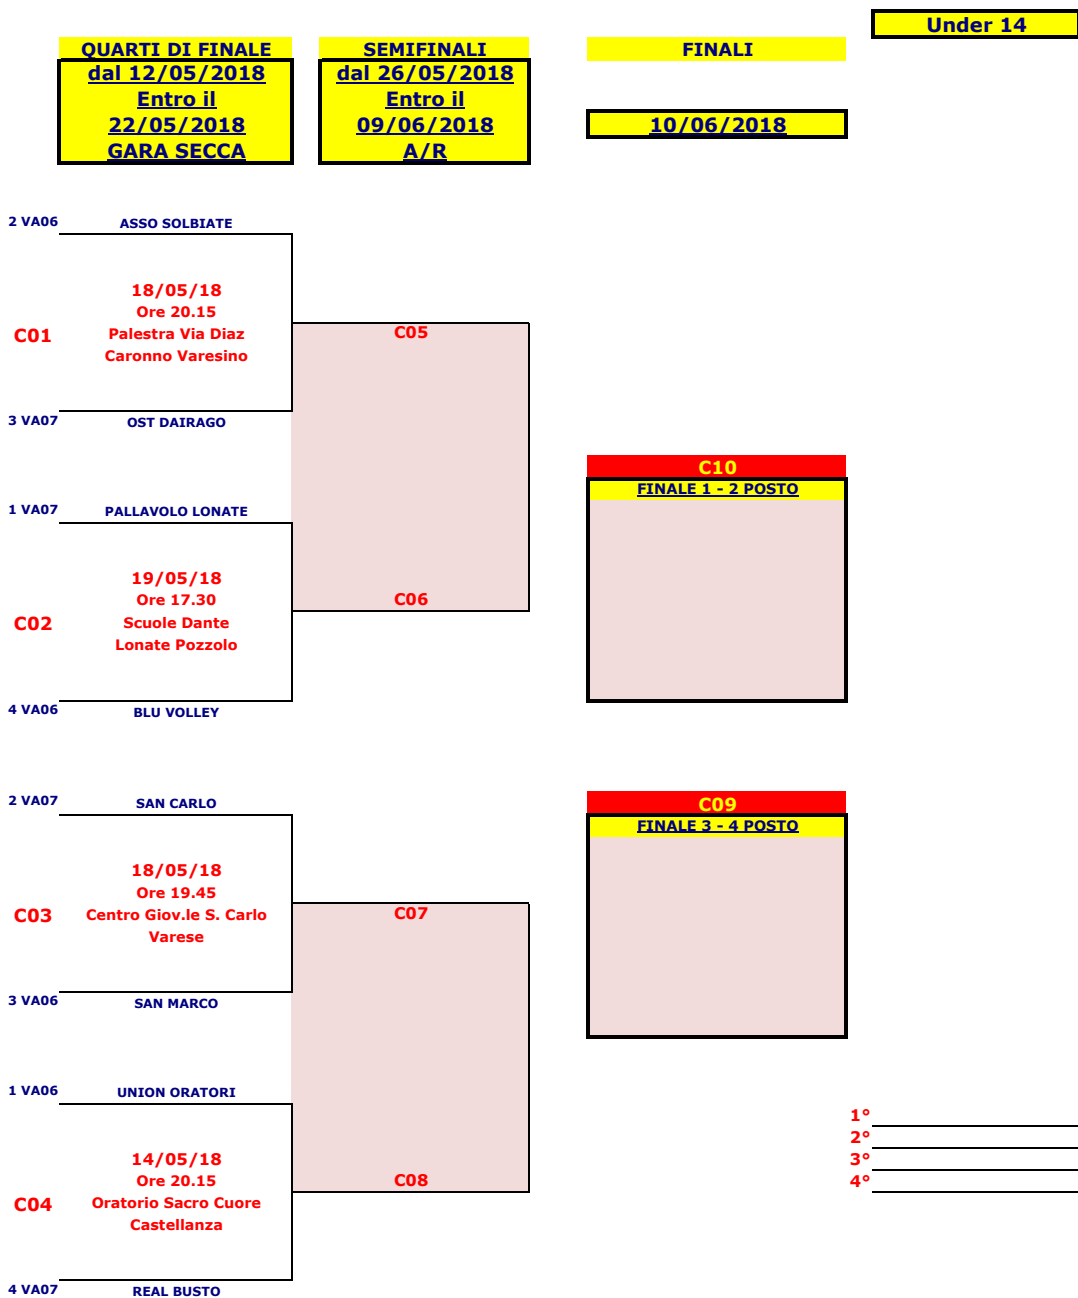 Under 14
QUARTI DI FINALE
dal 12/05/2018
Entro il
22/05/2018
GARA SECCA
SEMIFINALI
dal 26/05/2018
Entro il
09/06/2018
A/R
FINALI
10/06/2018
2 VA06 ASSO SOLBIATE
C01
18/05/18
Ore 20.15
Palestra Via Diaz
Caronno Varesino
3 VA07 OST DAIRAGO
1 VA07 PALLAVOLO LONATE
C02
19/05/18
Ore 17.30
Scuole Dante
Lonate Pozzolo
4 VA06 BLU VOLLEY
2 VA07 SAN CARLO
C03
18/05/18
Ore 19.45
Centro Giov.le S. Carlo
Varese
3 VA06 SAN MARCO
1 VA06 UNION ORATORI
C04
14/05/18
Ore 20.15
Oratorio Sacro Cuore
Castellanza
4 VA07 REAL BUSTO
C05
C06
C07
C08
C10
FINALE 1 - 2 POSTO
C09
FINALE 3 - 4 POSTO
1°
2°
3°
4°